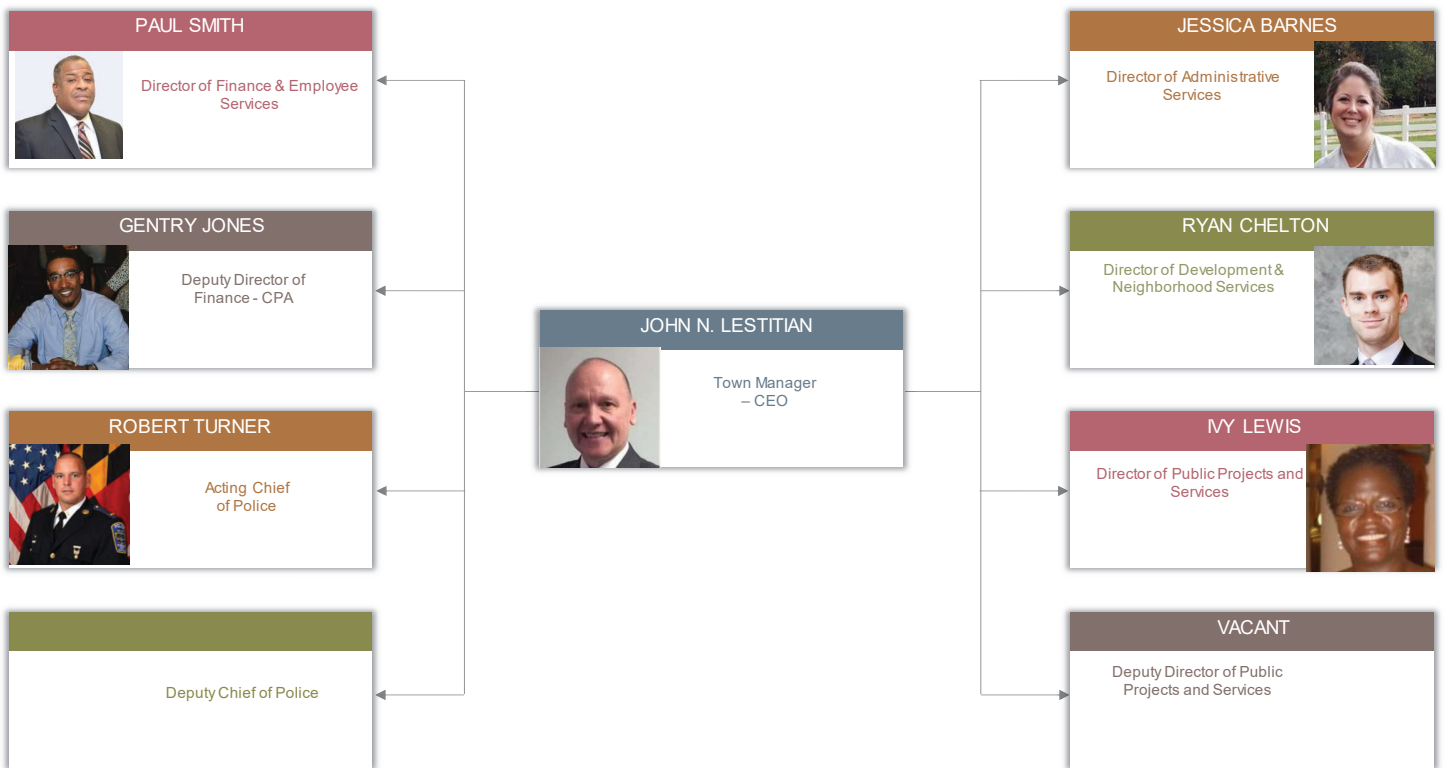 PAUL SMITH
Director of Finance & Employee
Services
GENTRY JONES
Deputy Director of
Finance - CPA
ROBERT TURNER
Acting Chief
of Police
Deputy Chief of Police
JOHN N. LESTITIAN
Town Manager
– CEO
JESSICA BARNES
Director of Administrative
Services
RYAN CHELTON
Director of Development &
Neighborhood Services
IVY LEWIS
Director of Public Projects and
Services
VACANT
Deputy Director of Public
Projects and Services